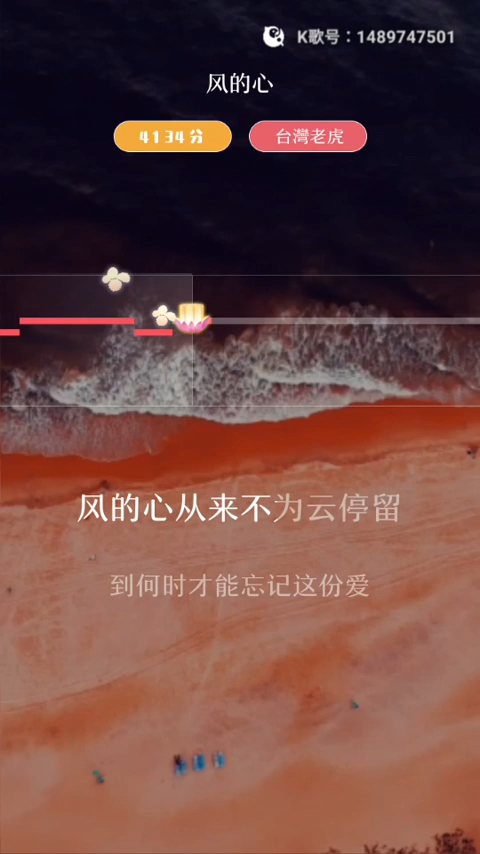 K歌号：1489747501
风的心
4134分
台灣老虎
风的心从来不为云停留
到何时才能忘记这份爱